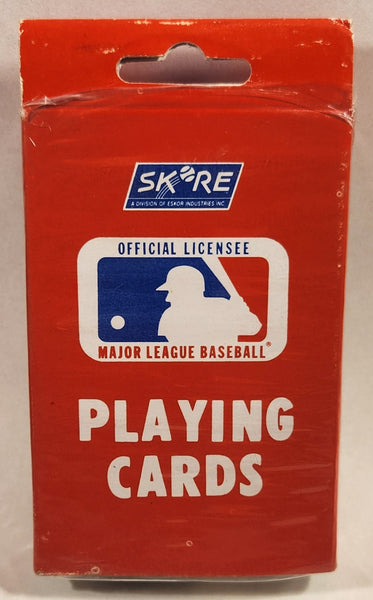 SKORE
A DIVISION OF ESKOR INDUSTRIES INC
OFFICIAL LICENSEE
MAJOR LEAGUE BASEBALL®
PLAYING
CARDS